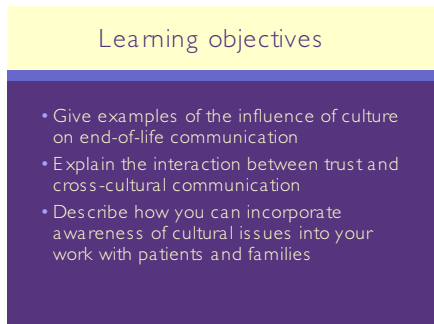 Learning objectives
• Give examples of the influence of culture
on end-of-life communication
• Explain the interaction between trust and
cross-cultural communication
• Describe how you can incorporate
awareness of cultural issues into your
work with patients and families